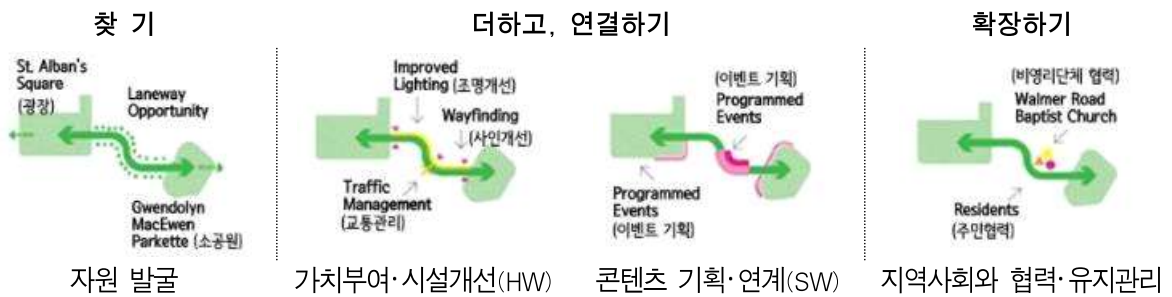 찾 기
더하고, 연결하기
확장하기
St. Alban's
Square
(광장)
Laneway
Opportunity
Gwendolyn
MacEwen
Parkette (소공원)
Improved
Lighting (조명개선)
Wayfinding
(사인개선)
Traffic
Management
(교통관리)
(이벤트 기획)
Programmed
Events
Programmed
Events
(이벤트 기획)
(비영리단체 협력)
Walmer Road
Baptist Church
Residents
(주민협력)
자원 발굴
가치부여·시설개선(HW)
콘텐츠 기획·연계(SW)
지역사회와 협력·유지관리